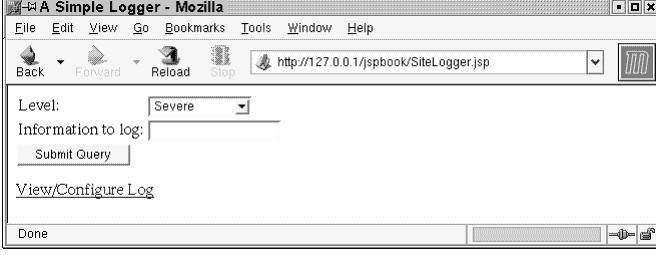 A Simple Logger - Mozilla
File Edit View Go Bookmarks Tools Window Help
Back Forward Reload Stop http://127.0.0.1/jspbook/SiteLogger.jsp
Level: Severe
Information to log:
Submit Query
View/Configure Log
Done